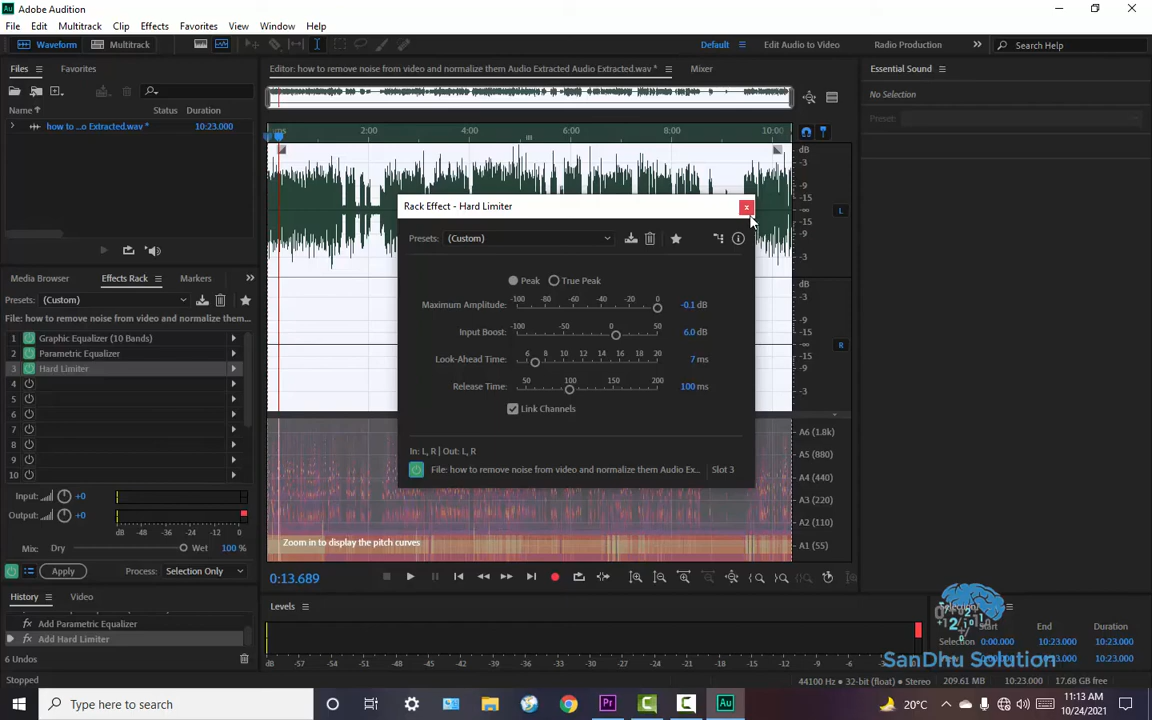 Adobe Audition
File Edit Multitrack Clip Effects Favorites View Window Help
Waveform Multitrack Default Edit Audio to Video Radio Production Search Help
Files Favorites
Editor: how to remove noise from video and normalize them Audio Extracted Audio Extracted.wav * Mixer
Essential Sound
No Selection
Preset:
Name Status Duration
how to ...o Extracted.wav * 10:23.000
2:00 4:00 6:00 8:00 10:00
dB
-3
-9
-15
-∞
-15
-9
-3
L
dB
-3
-9
-15
-∞
-15
-9
-3
R
Rack Effect - Hard Limiter
Presets: (Custom)
Peak True Peak
-100 -80 -60 -40 -20 0
Maximum Amplitude: -0.1 dB
-100 -50 0 50
Input Boost: 6.0 dB
6 8 10 12 14 16 18 20
Look-Ahead Time: 7 ms
50 100 150 200
Release Time: 100 ms
Link Channels
In: L, R | Out: L, R
File: how to remove noise from video and normalize them Audio Ex... Slot 3
Media Browser Effects Rack Markers
Presets: (Custom)
File: how to remove noise from video and normalize them...
1 Graphic Equalizer (10 Bands)
2 Parametric Equalizer
3 Hard Limiter
4
5
6
7
8
9
10
Input: +0
Output: +0
dB -48 -36 -24 -12 0
Mix: Dry Wet 100 %
Apply Process: Selection Only
A6 (1.8k)
A5 (880)
A4 (440)
A3 (220)
A2 (110)
A1 (55)
Zoom in to display the pitch curves
0:13.689
History Video
Add Parametric Equalizer
fx Add Hard Limiter
6 Undos
Stopped
Levels
dB -57 -54 -51 -48 -45 -42 -39 -36 -33 -30 -27 -24 -21 -18 -15 -12 -9 -6
Start End Duration
Selection 0:00.000 10:23.000 10:23.000
0:00.000 10:23.000 10:23.000
SanDhu Solution
44100 Hz • 32-bit (float) • Stereo 209.61 MB 10:23.000 17.68 GB free
Type here to search
Pr
Au
20°C
11:13 AM
10/24/2021